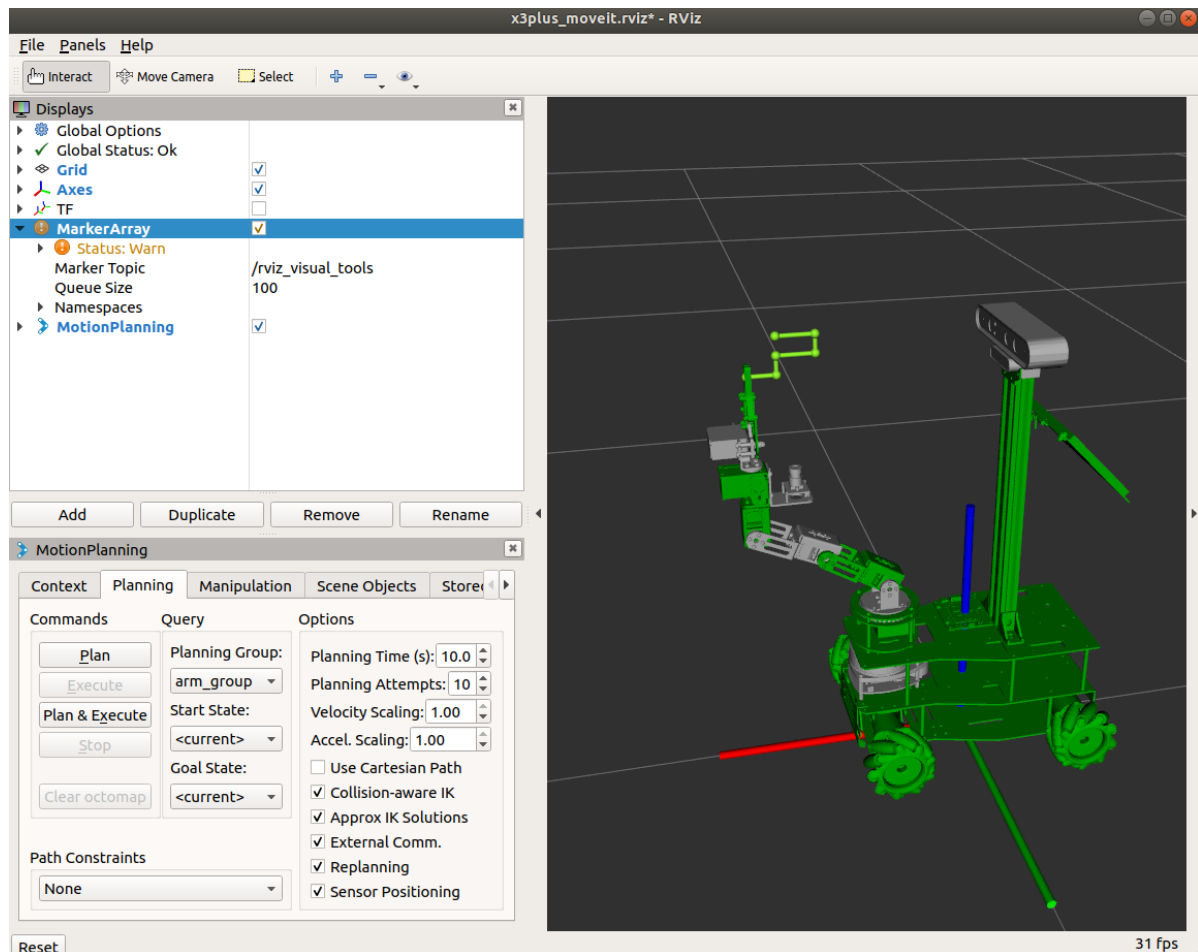 x3plus_moveit.rviz* - RViz
File Panels Help
Interact Move Camera Select
Displays
Global Options
Global Status: Ok
Grid
Axes
TF
MarkerArray
Status: Warn
Marker Topic /rviz_visual_tools
Queue Size 100
Namespaces
MotionPlanning
Add Duplicate Remove Rename
MotionPlanning
Context Planning Manipulation Scene Objects Store
Commands Query Options
Plan Planning Group: Planning Time (s): 10.0
Execute arm_group Planning Attempts: 10
Plan & Execute Start State: Velocity Scaling: 1.00
Stop <current> Accel. Scaling: 1.00
Goal State: Use Cartesian Path
Clear octomap <current> Collision-aware IK
Approx IK Solutions
External Comm.
Path Constraints Replanning
None Sensor Positioning
Reset 31 fps